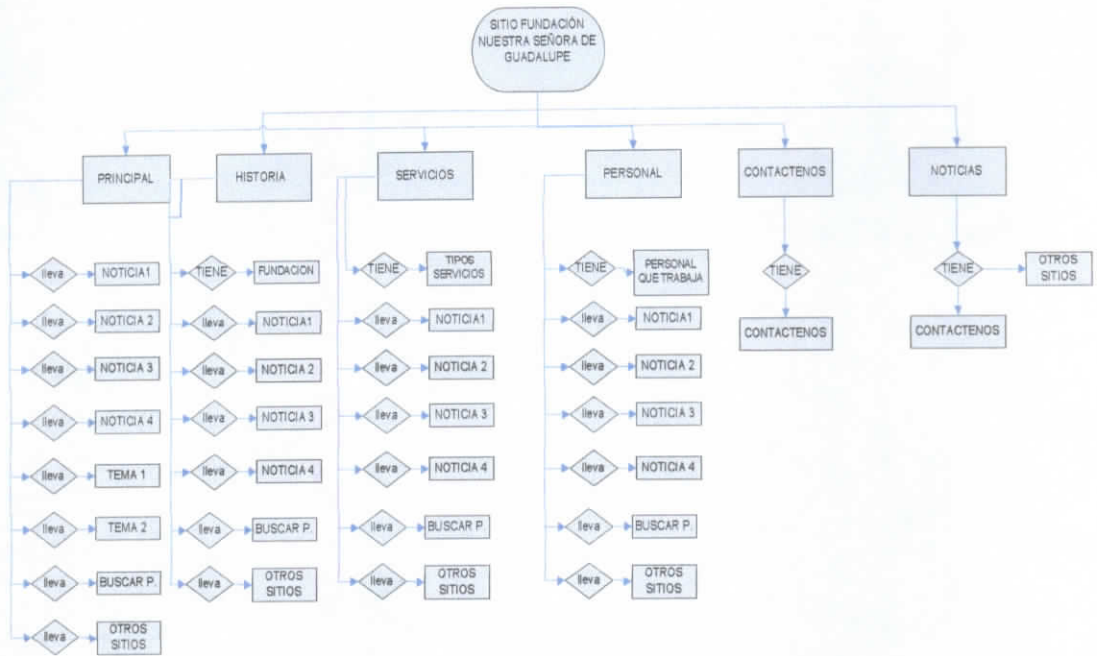 SITIO FUNDACIÓN
NUESTRA SEÑORA DE
GUADALUPE
PRINCIPAL
HISTORIA
SERVICIOS
PERSONAL
CONTACTENOS
NOTICIAS
lleva
NOTICIA1
lleva
NOTICIA 2
lleva
NOTICIA 3
lleva
NOTICIA 4
lleva
TEMA 1
lleva
TEMA 2
lleva
BUSCAR P.
lleva
OTROS
SITIOS
TIENE
FUNDACION
lleva
NOTICIA1
lleva
NOTICIA 2
lleva
NOTICIA 3
lleva
NOTICIA 4
lleva
BUSCAR P.
lleva
OTROS
SITIOS
TIENE
TIPOS
SERVICIOS
lleva
NOTICIA1
lleva
NOTICIA 2
lleva
NOTICIA 3
lleva
NOTICIA 4
lleva
BUSCAR P.
lleva
OTROS
SITIOS
TIENE
PERSONAL
QUE TRABAJA
lleva
NOTICIA1
lleva
NOTICIA 2
lleva
NOTICIA 3
lleva
NOTICIA 4
lleva
BUSCAR P.
lleva
OTROS
SITIOS
TIENE
CONTACTENOS
TIENE
OTROS
SITIOS
CONTACTENOS